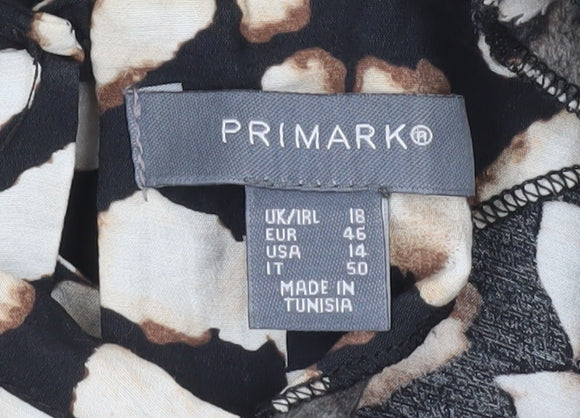 PRIMARK®
UK/IRL 18
EUR 46
USA 14
IT 50
MADE IN
TUNISIA